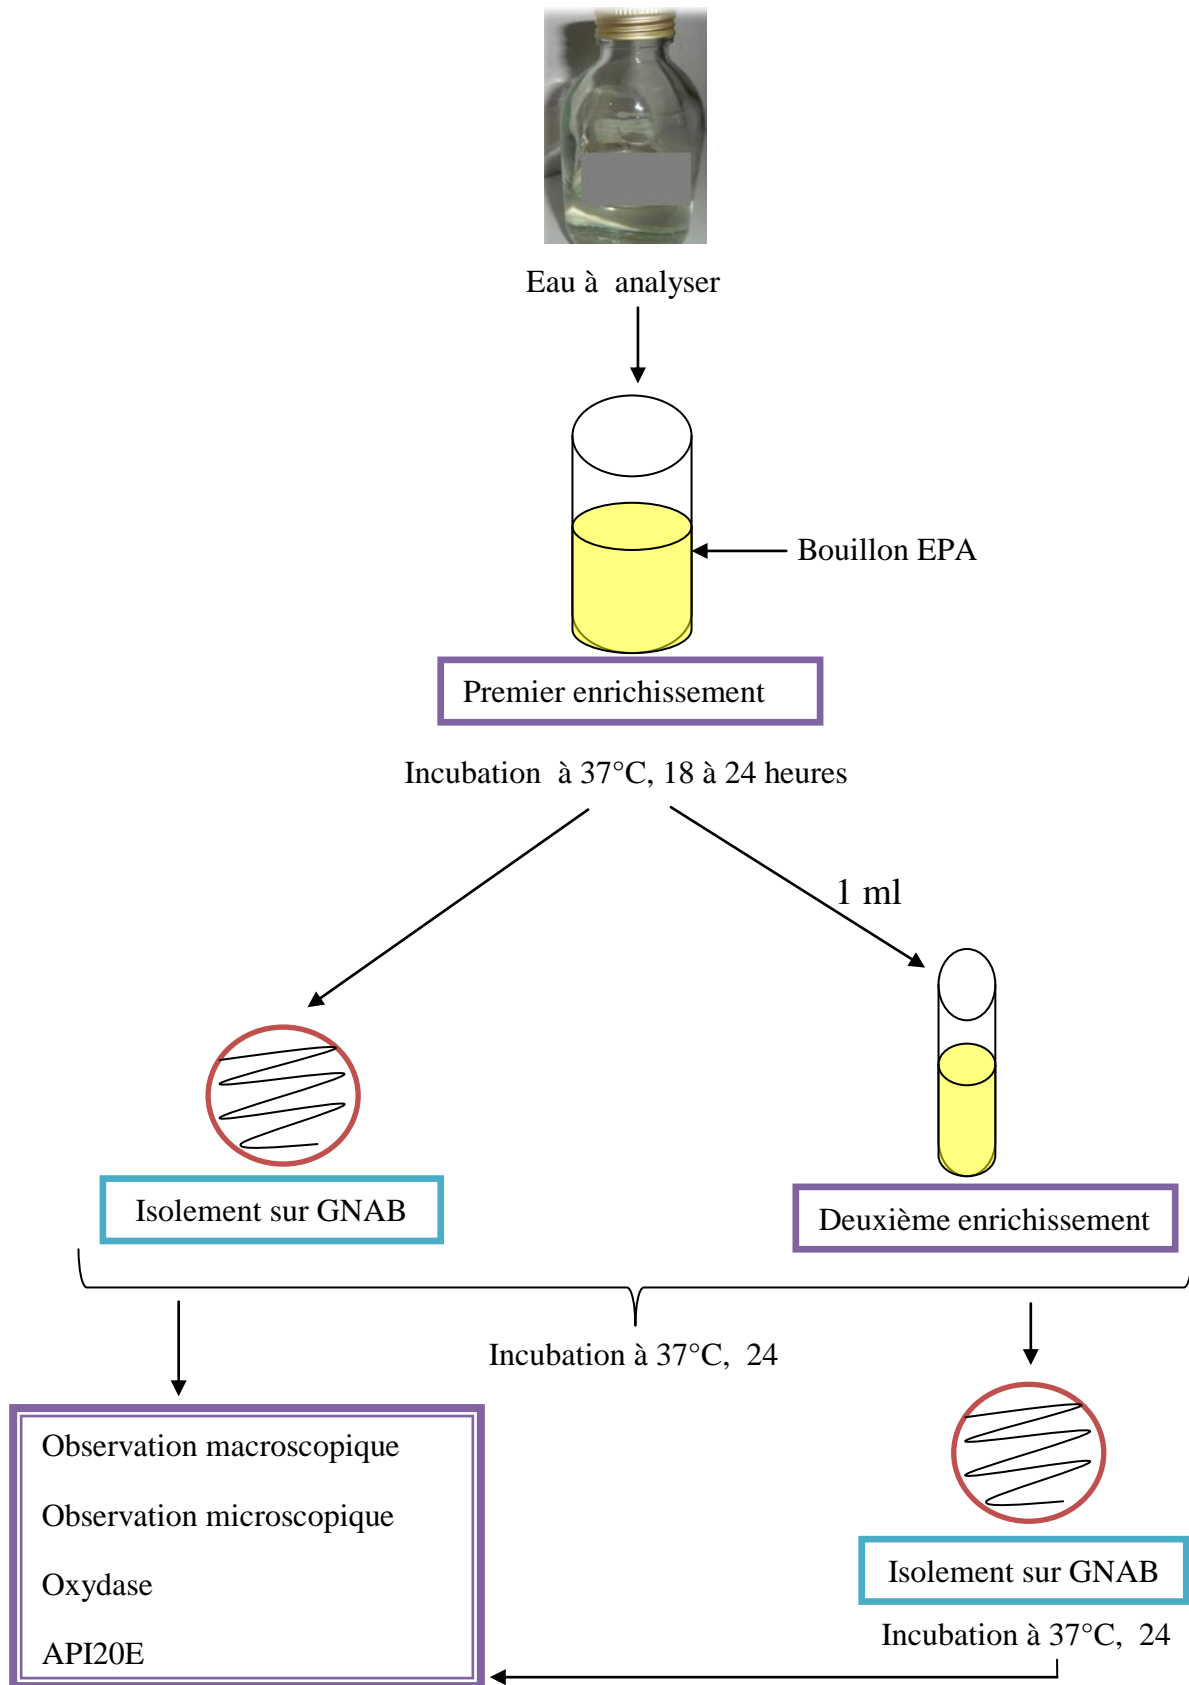 Eau à analyser
Bouillon EPA
Premier enrichissement
Incubation à 37°C, 18 à 24 heures
1 ml
Isolement sur GNAB
Deuxième enrichissement
Incubation à 37°C, 24
Observation macroscopique
Observation microscopique
Oxydase
API20E
Isolement sur GNAB
Incubation à 37°C, 24